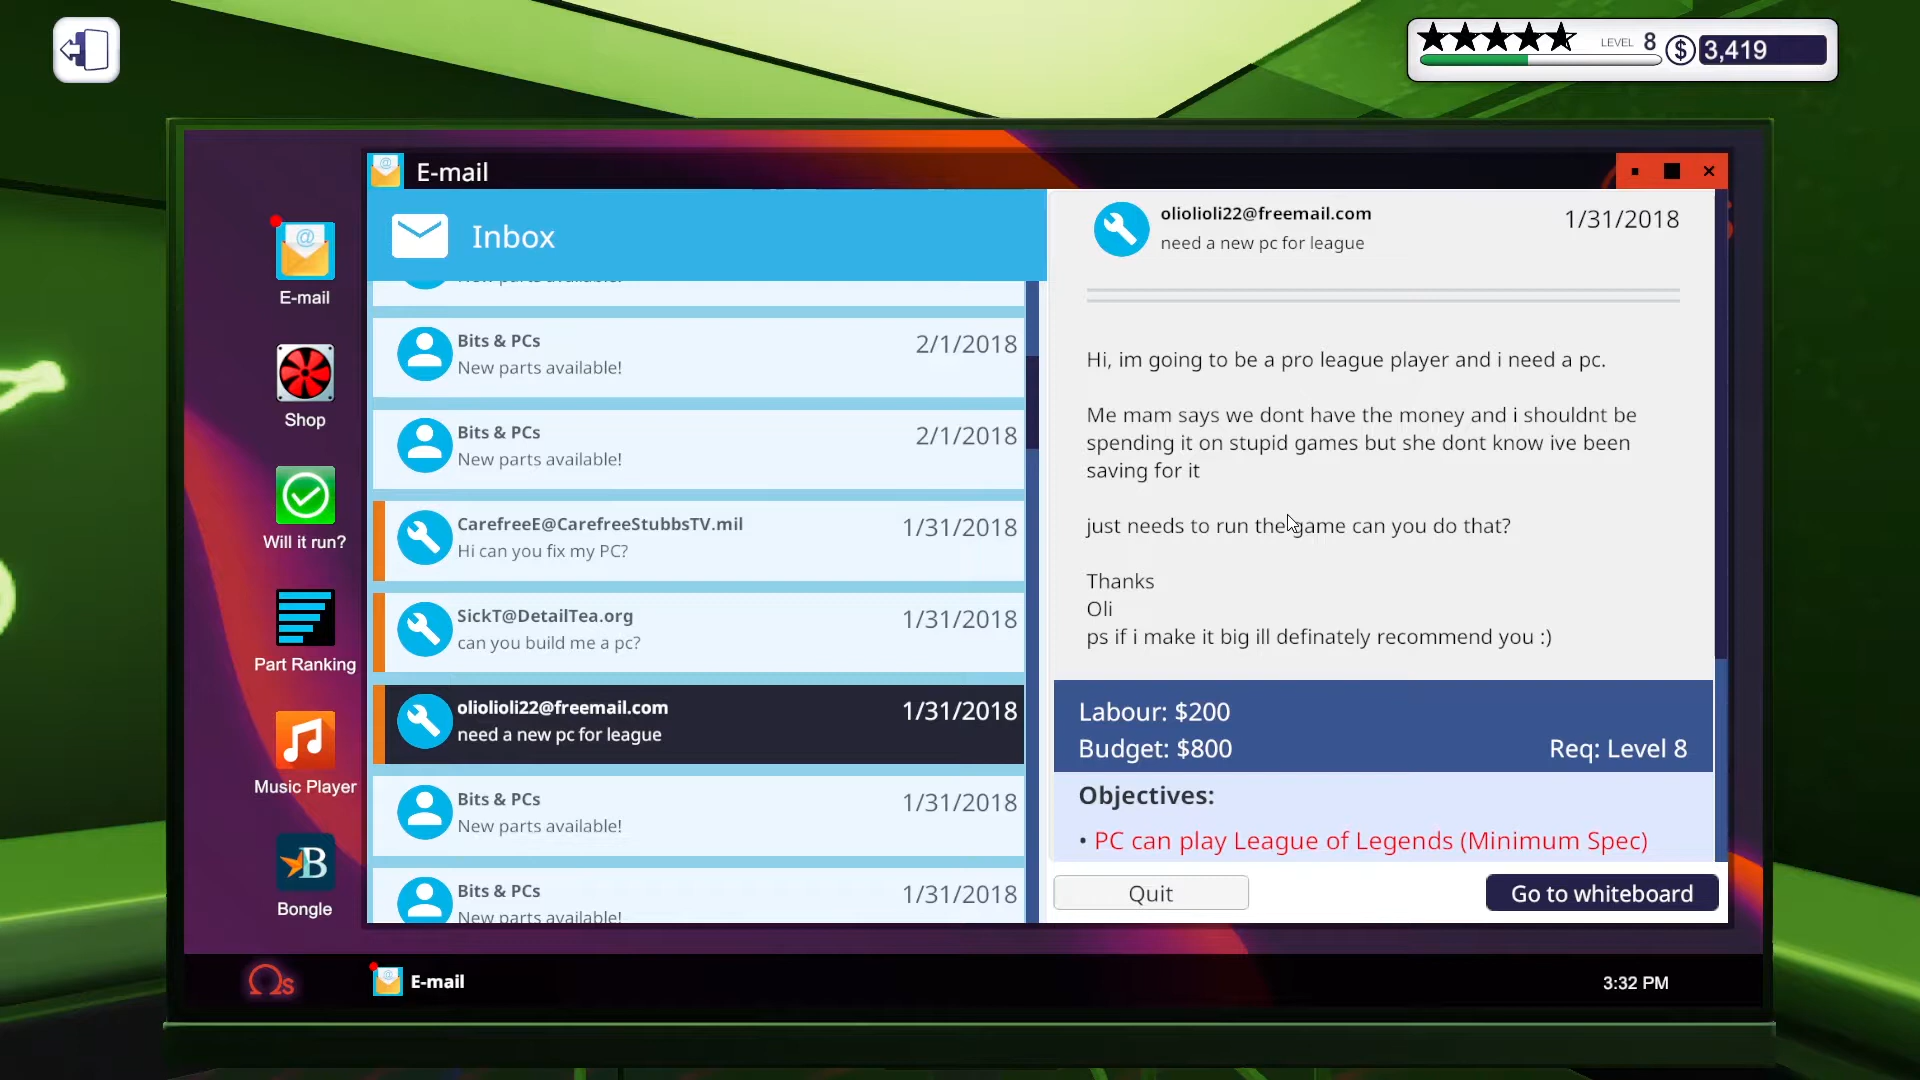 LEVEL 8
$ 3,419
E-mail
Inbox
E-mail
Shop
Will it run?
Part Ranking
Music Player
Bongle
New parts available!
Bits & PCs
2/1/2018
New parts available!
Bits & PCs
2/1/2018
New parts available!
CarefreeE@CarefreeStubbsTV.mil
1/31/2018
Hi can you fix my PC?
SickT@DetailTea.org
1/31/2018
can you build me a pc?
oliolioli22@freemail.com
1/31/2018
need a new pc for league
Bits & PCs
1/31/2018
New parts available!
Bits & PCs
1/31/2018
New parts available!
oliolioli22@freemail.com
1/31/2018
need a new pc for league
Hi, im going to be a pro league player and i need a pc.
Me mam says we dont have the money and i shouldnt be
spending it on stupid games but she dont know ive been
saving for it
just needs to run the game can you do that?
Thanks
Oli
ps if i make it big ill definately recommend you :)
Labour: $200
Budget: $800
Req: Level 8
Objectives:
• PC can play League of Legends (Minimum Spec)
Quit
Go to whiteboard
Ωs
E-mail
3:32 PM